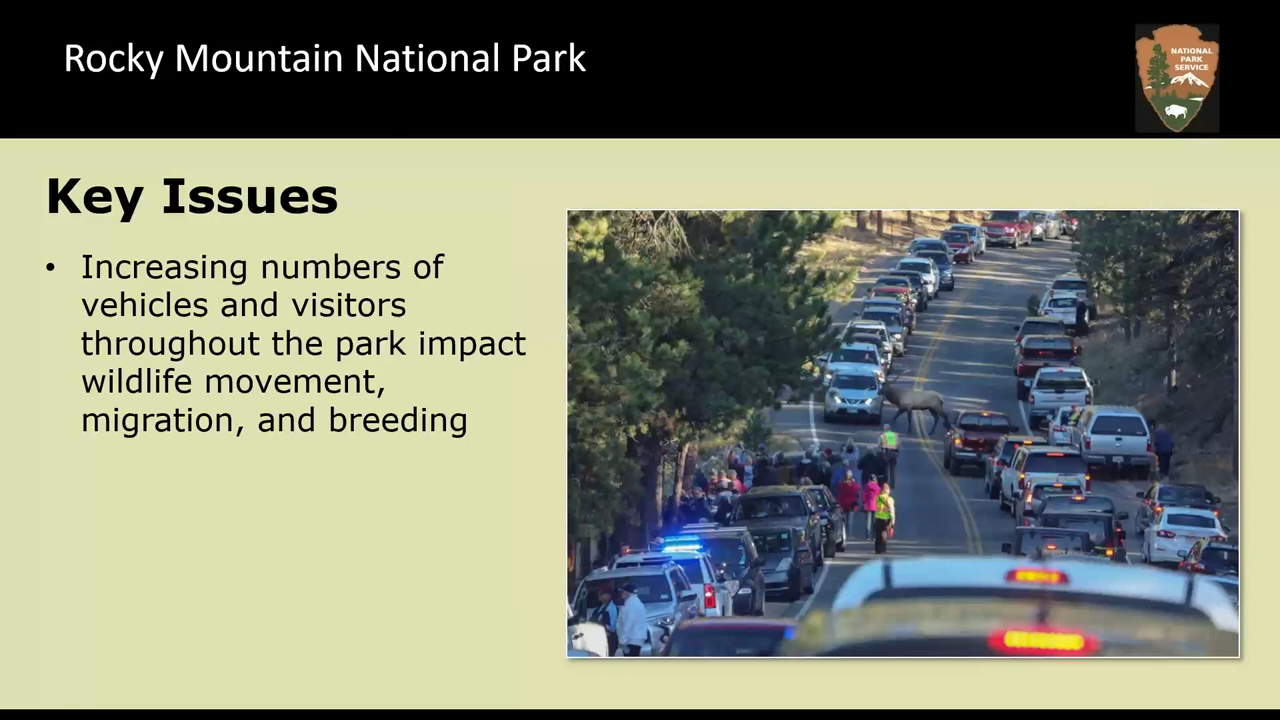 Rocky Mountain National Park
NATIONAL
PARK
SERVICE
Key Issues
• Increasing numbers of
vehicles and visitors
throughout the park impact
wildlife movement,
migration, and breeding